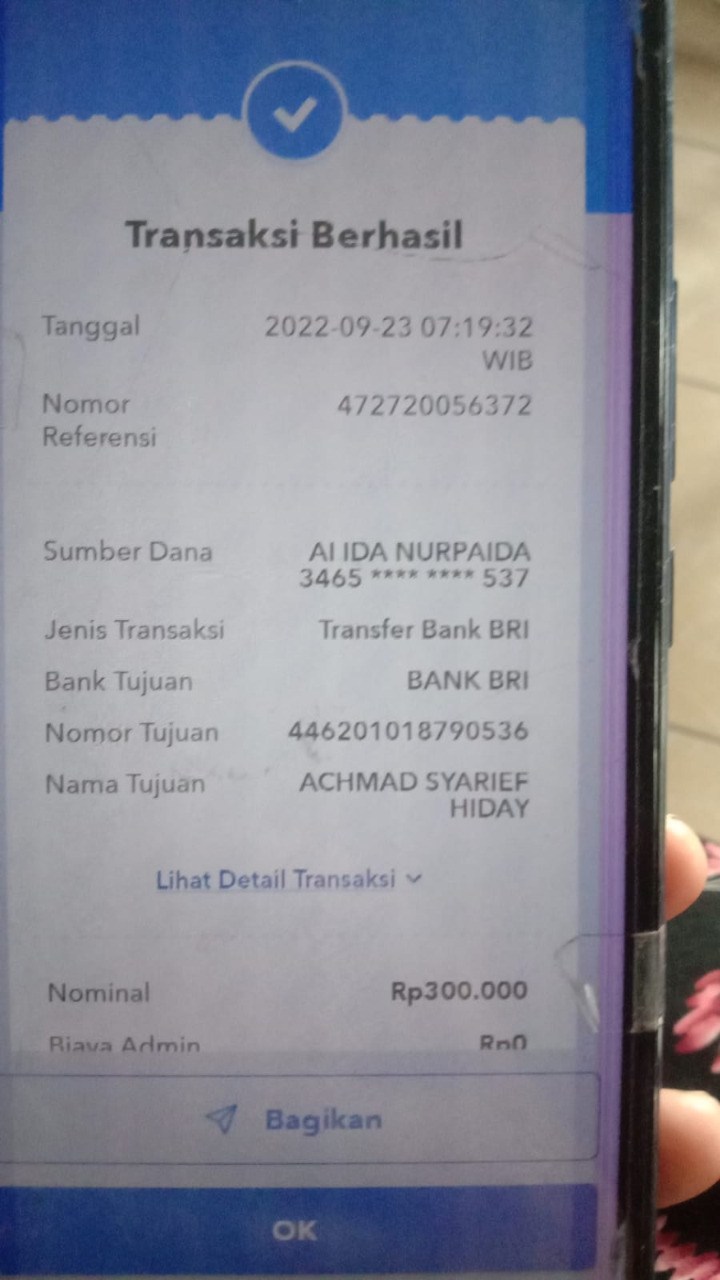 Transaksi Berhasil
Tanggal 2022-09-23 07:19:32
WIB
Nomor 472720056372
Referensi
Sumber Dana AI IDA NURPAIDA
3465 **** **** 537
Jenis Transaksi Transfer Bank BRI
Bank Tujuan BANK BRI
Nomor Tujuan 446201018790536
Nama Tujuan ACHMAD SYARIEF
HIDAY
Lihat Detail Transaksi
Nominal Rp300.000
Biaya Admin Rp0
Bagikan
OK